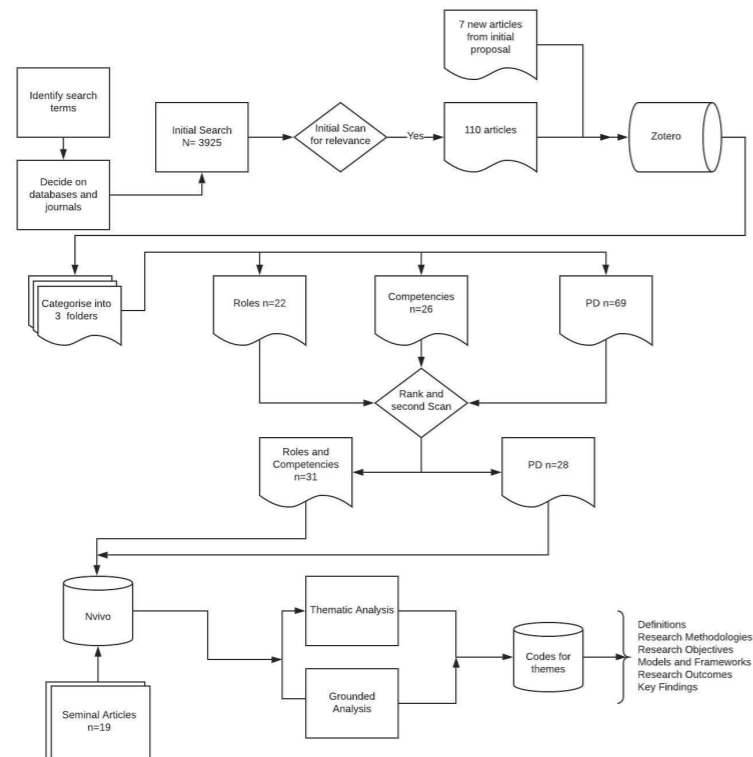 7 new articles
from initial
proposal
Identify search
terms
Initial Search
N= 3925
Initial Scan
for relevance
Yes
110 articles
Zotero
Decide on
databases and
journals
Categorise into
3 folders
Roles n=22
Competencies
n=26
PD n=69
Rank and
second Scan
Roles and
Competencies
n=31
PD n=28
Nvivo
Thematic Analysis
Grounded
Analysis
Codes for
themes
Definitions
Research Methodologies
Research Objectives
Models and Frameworks
Research Outcomes
Key Findings
Seminal Articles
n=19